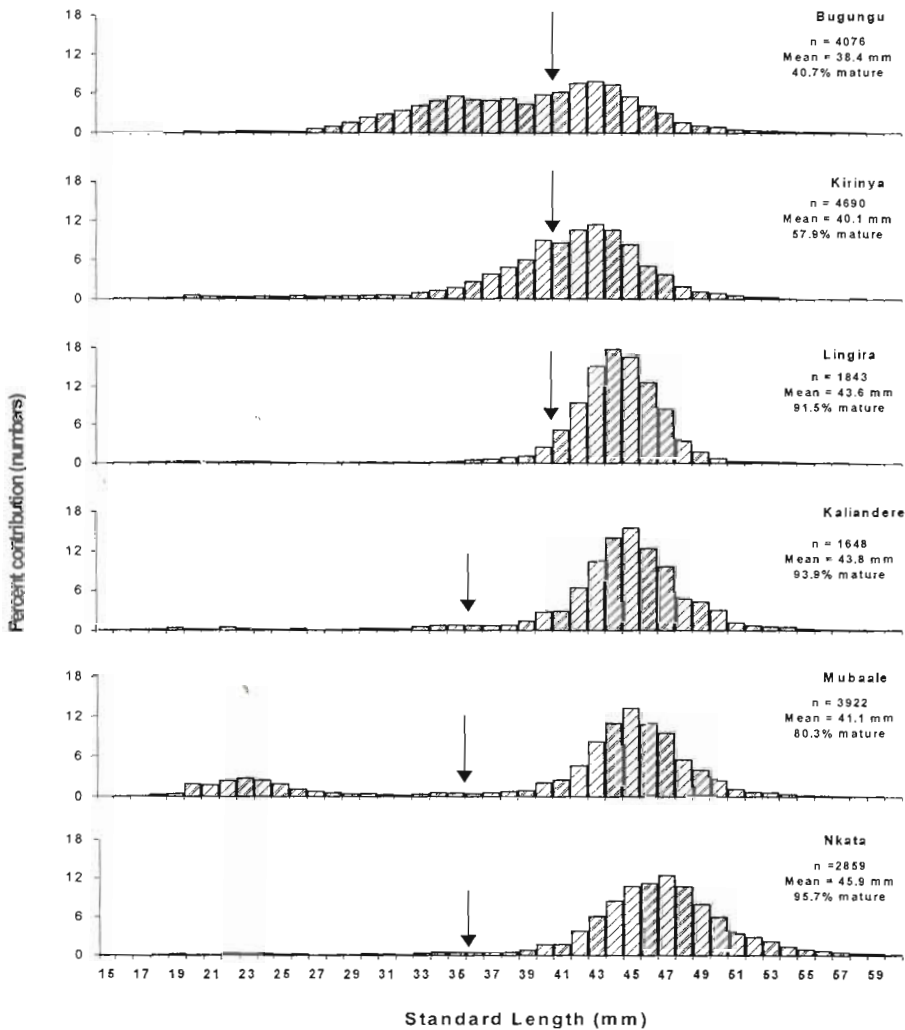 Percent contribution (numbers)
18
12
6
0
Bugungu
n = 4076
Mean = 38.4 mm
40.7% mature
18
12
6
0
Kirinya
n = 4690
Mean = 40.1 mm
57.9% mature
18
12
6
0
Lingira
n = 1843
Mean = 43.6 mm
91.5% mature
18
12
6
0
Kaliandere
n = 1648
Mean = 43.8 mm
93.9% mature
18
12
6
0
Mubaale
n = 3922
Mean = 41.1 mm
80.3% mature
18
12
6
0
Nkata
n =2859
Mean = 45.9 mm
95.7% mature
15 17 19 21 23 25 27 29 31 33 35 37 39 41 43 45 47 49 51 53 55 57 59
Standard Length (mm)